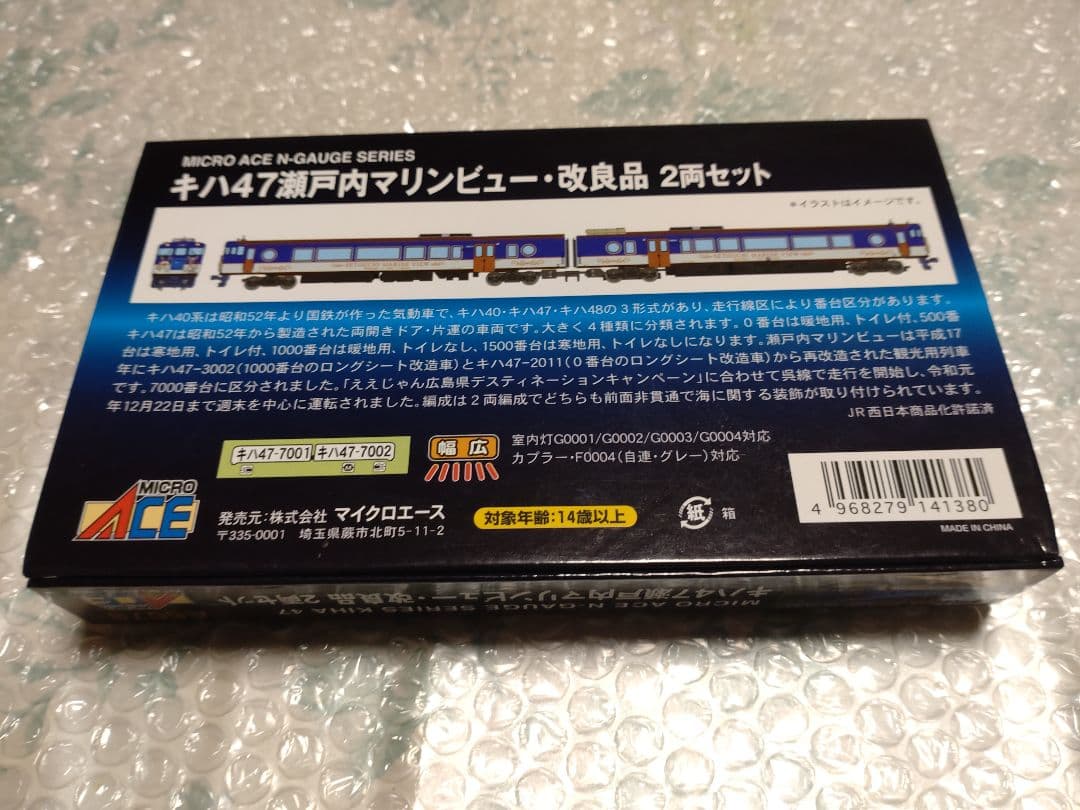 MICRO ACE N-GAUGE SERIES
キハ47瀬戸内マリンビュー・改良品 2両セット
＊イラストはイメージです。
キハ40系は昭和52年より国鉄が作った気動車で、キハ40・キハ47・キハ48の3形式があり、走行線区により番台区分があります。
キハ47は昭和52年から製造された両開きドア・片運の車両です。大きく4種類に分類されます。0番台は暖地用、トイレ付、500番
台は寒地用、トイレ付、1000番台は暖地用、トイレなし、1500番台は寒地用、トイレなしになります。瀬戸内マリンビューは平成17
年にキハ47-3002(1000番台のロングシート改造車)とキハ47-2011(0番台のロングシート改造車)から再改造された観光用列車
です。7000番台に区分されました。「ええじゃん広島県デスティネーションキャンペーン」に合わせて呉線で走行を開始し、令和元
年12月22日まで週末を中心に運転されました。編成は2両編成でどちらも前面非貫通で海に関する装飾が取り付けられています。
JR西日本商品化許諾済
キハ47-7001 キハ47-7002
幅広
室内灯G0001/G0002/G0003/G0004対応
カプラー・F0004(自連・グレー)対応
MICRO ACE
発売元:株式会社 マイクロエース
〒335-0001 埼玉県蕨市北町5-11-2
対象年齢:14歳以上
紙 箱
4 968279 141380
MADE IN CHINA
MICRO ACE N-GAUGE SERIES KIHA 47
キハ47瀬戸内マリンビュー・改良品 2両セット